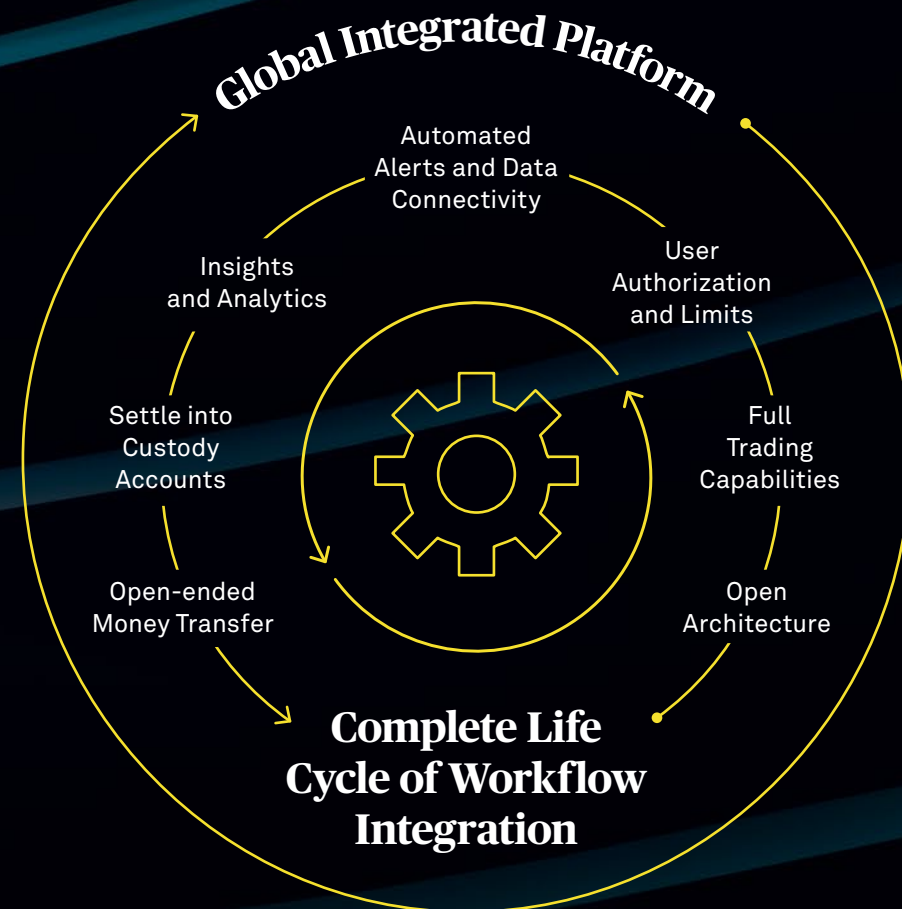 Global Integrated Platform
Automated
Alerts and Data
Connectivity
User
Authorization
and Limits
Insights
and Analytics
Full
Trading
Capabilities
Settle into
Custody
Accounts
Open
Architecture
Open-ended
Money Transfer
Complete Life
Cycle of Workflow
Integration